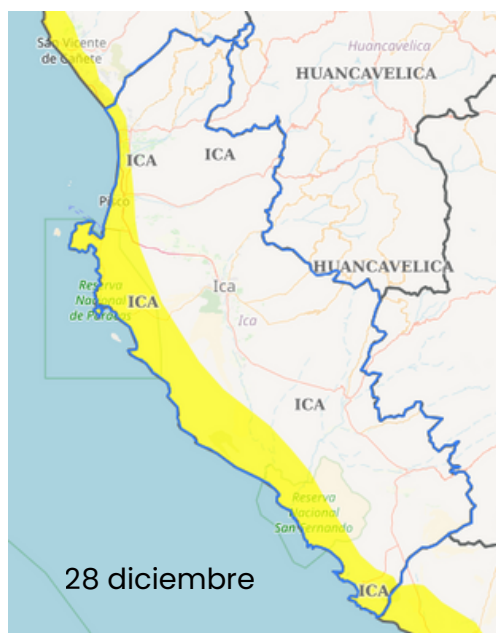 San Vicente
de Cañete
Huancavelica
HUANCAVELICA
ICA
ICA
Pisco
HUANCAVELICA
Reserva
Nacional
de Paracas
ICA
Ica
Ica
ICA
Reserva
Nacional
San Fernando
28 diciembre
ICA